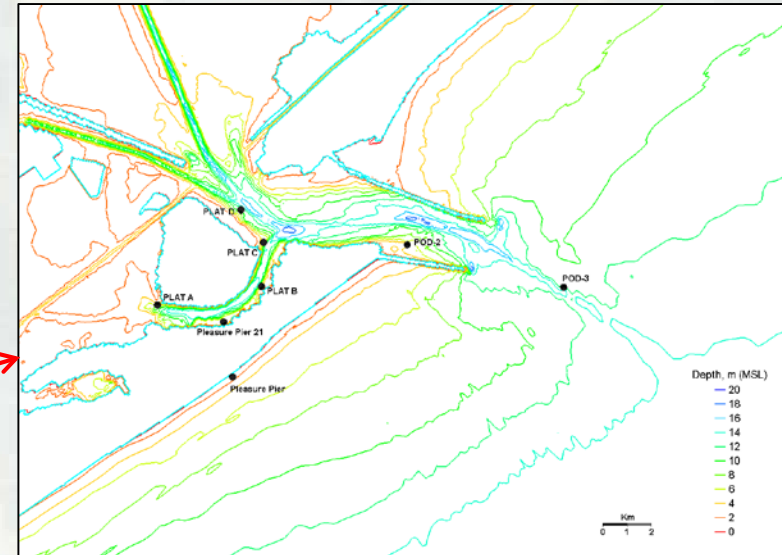 PLAT D
PLAT C
POD-2
POD-3
PLAT B
PLAT A
Pleasure Pier 21
Pleasure Pier
Depth, m (MSL)
20
18
16
14
12
10
8
6
4
2
0
Km
0 1 2